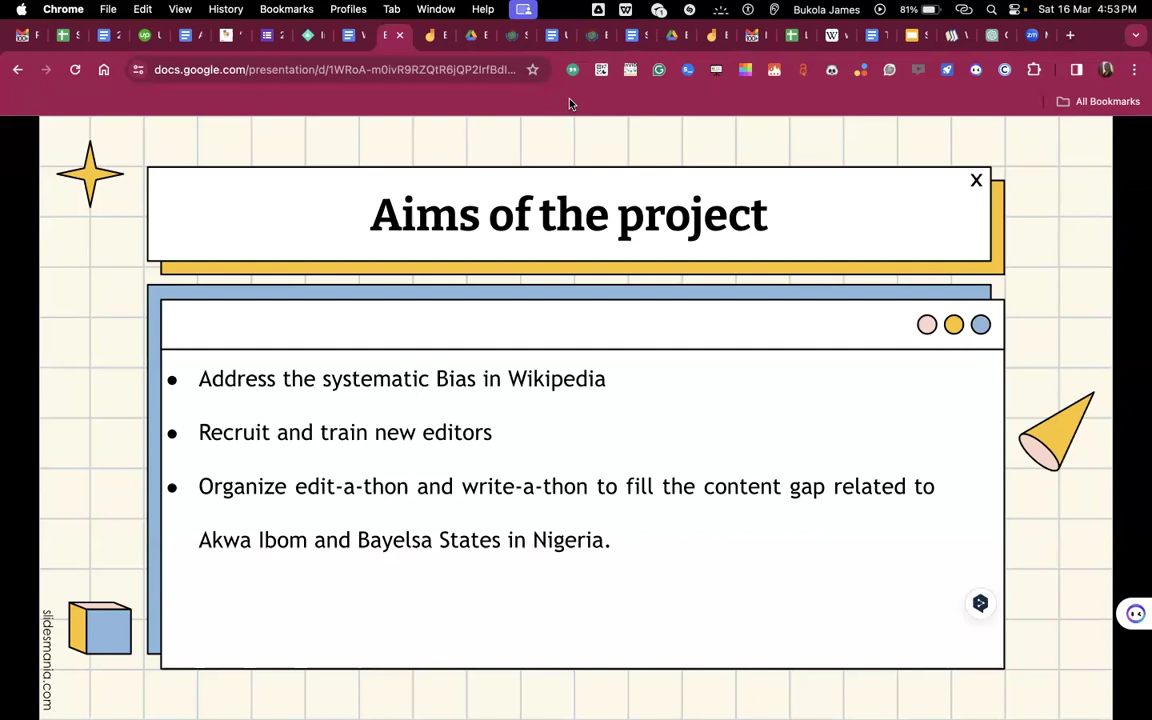 Chrome File Edit View History Bookmarks Profiles Tab Window Help Bukola James 81% Sat 16 Mar 4:53 PM
docs.google.com/presentation/d/1WRoA-m0ivR9RZQtR6jQP2IrfBdI...
All Bookmarks
X
Aims of the project
● Address the systematic Bias in Wikipedia
● Recruit and train new editors
● Organize edit-a-thon and write-a-thon to fill the content gap related to
Akwa Ibom and Bayelsa States in Nigeria.
slidesmania.com